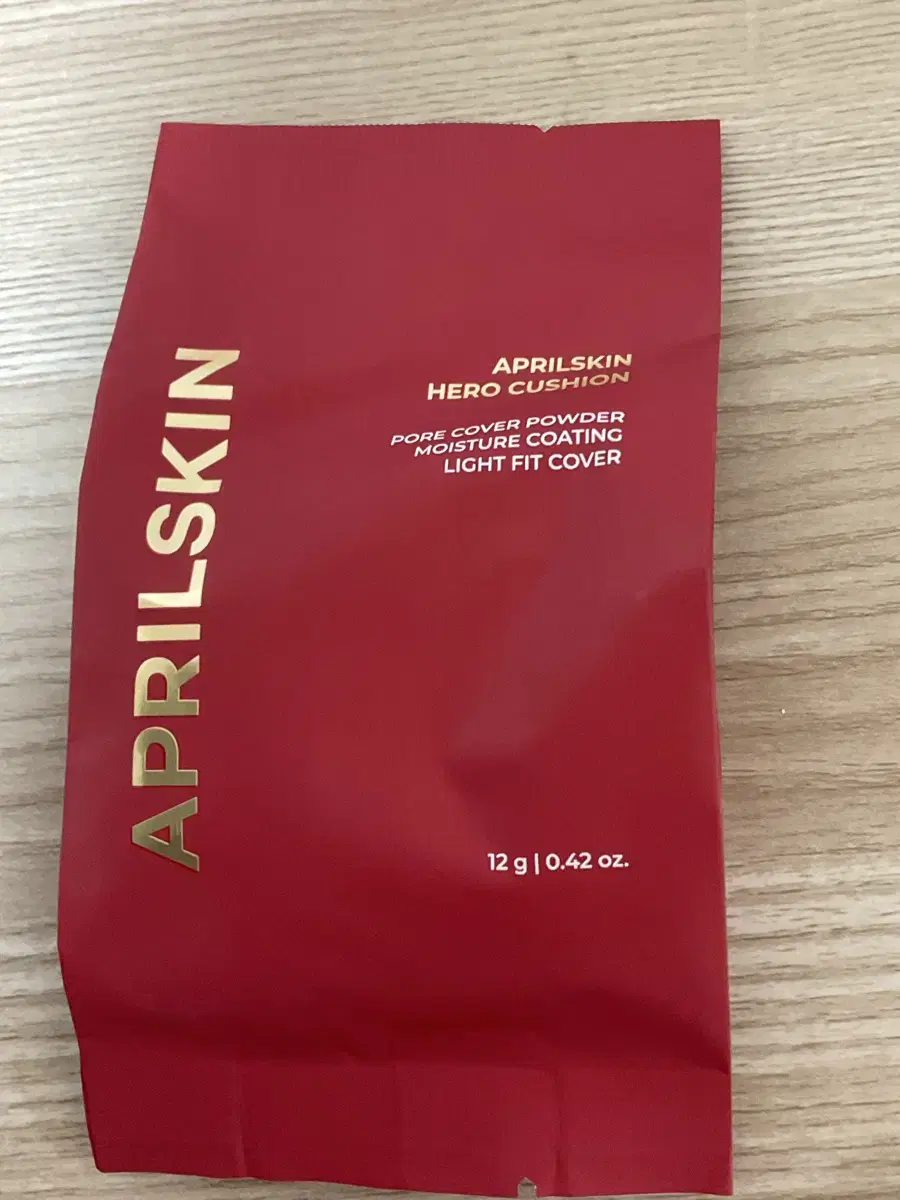 APRILSKIN
APRILSKIN
HERO CUSHION
PORE COVER POWDER
MOISTURE COATING
LIGHT FIT COVER
12 g | 0.42 oz.